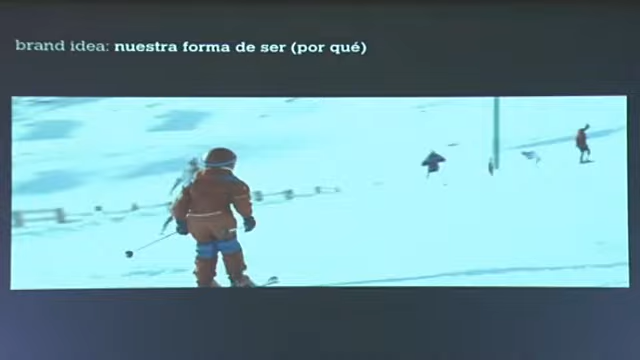 brand idea: nuestra forma de ser (por qué)